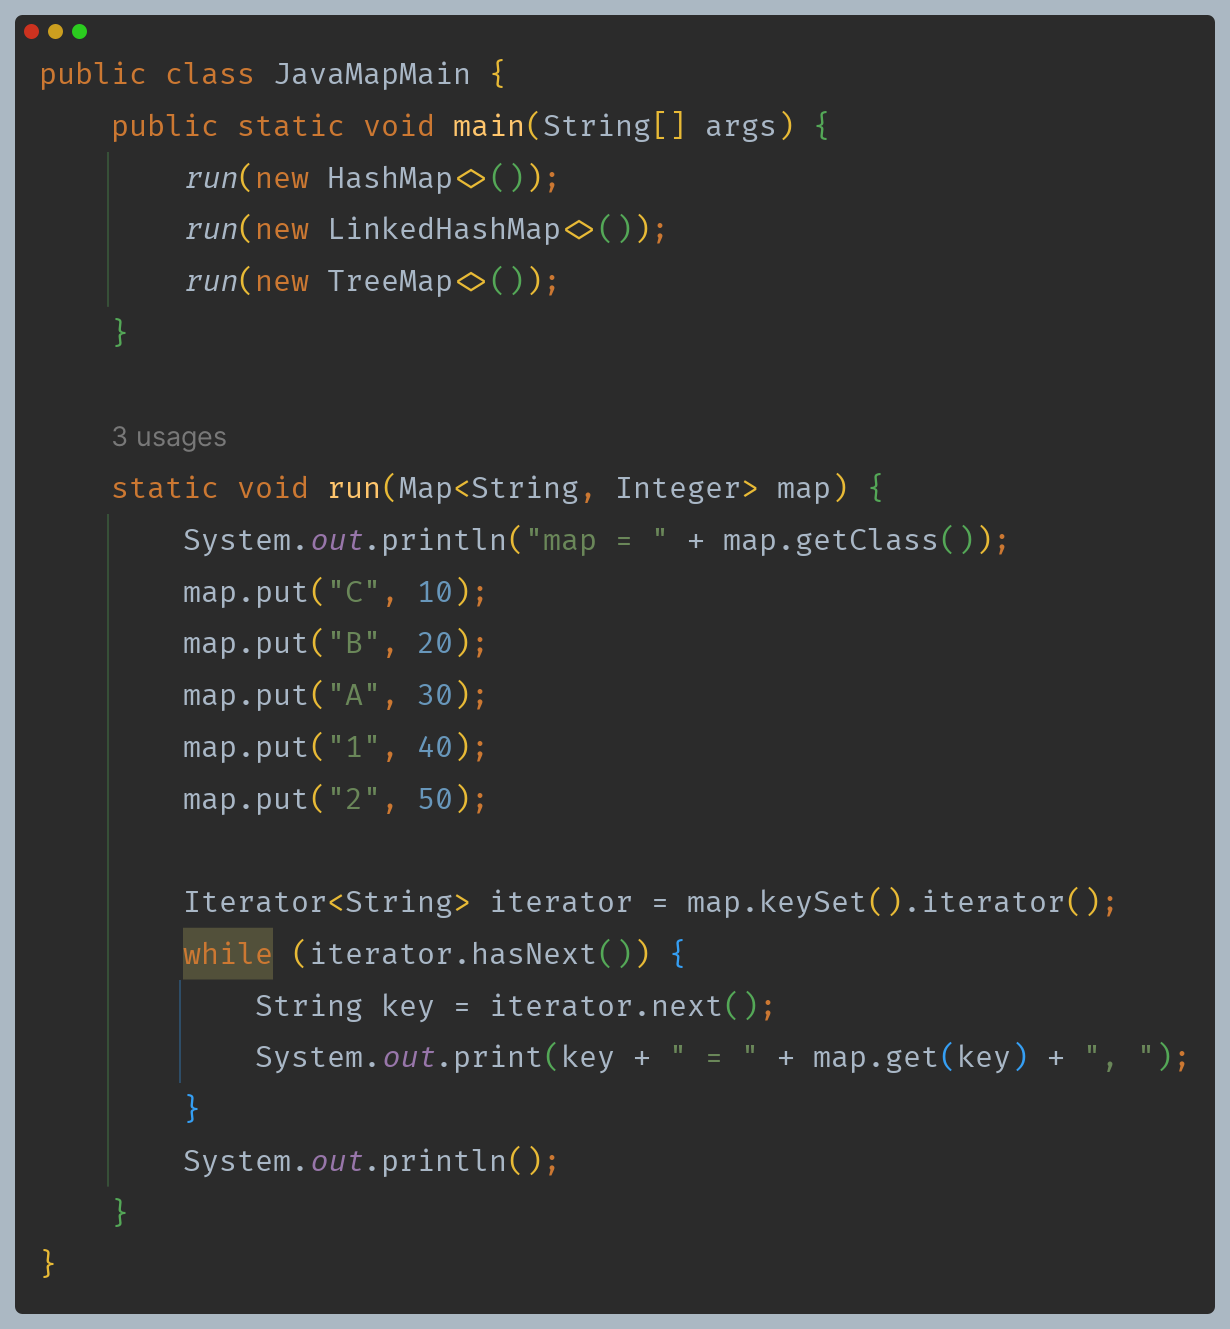 public class JavaMapMain {
    public static void main(String[] args) {
        run(new HashMap<>());
        run(new LinkedHashMap<>());
        run(new TreeMap<>());
    }

    3 usages
    static void run(Map<String, Integer> map) {
        System.out.println("map = " + map.getClass());
        map.put("C", 10);
        map.put("B", 20);
        map.put("A", 30);
        map.put("1", 40);
        map.put("2", 50);

        Iterator<String> iterator = map.keySet().iterator();
        while (iterator.hasNext()) {
            String key = iterator.next();
            System.out.print(key + " = " + map.get(key) + ", ");
        }
        System.out.println();
    }
}